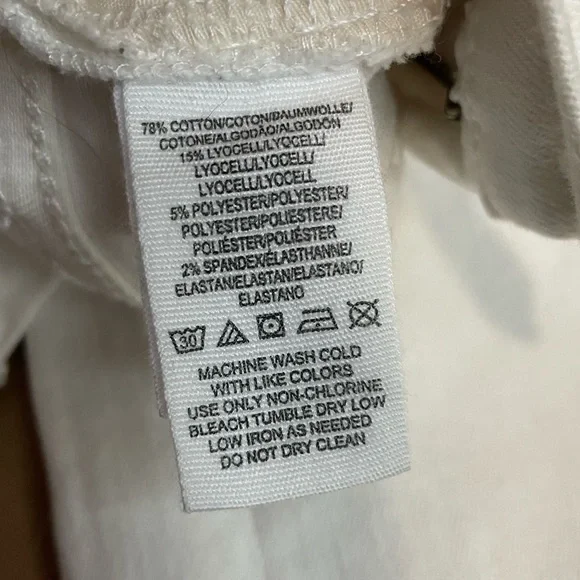 78% COTTON/COTON/BAUMWOLLE/
COTONE/ALGODÃO/ALGODÓN
15% LYOCELL/LYOCELL/
LYOCELL/LYOCELL/
LYOCELL/LYOCELL
5% POLYESTER/POLYESTER/
POLYESTER/POLIESTERE/
POLIÉSTER/POLIÉSTER
2% SPANDEX/ÉLASTHANNE/
ELASTAN/ELASTAN/ELASTANO/
ELASTANO
30
MACHINE WASH COLD
WITH LIKE COLORS
USE ONLY NON-CHLORINE
BLEACH TUMBLE DRY LOW
LOW IRON AS NEEDED
DO NOT DRY CLEAN